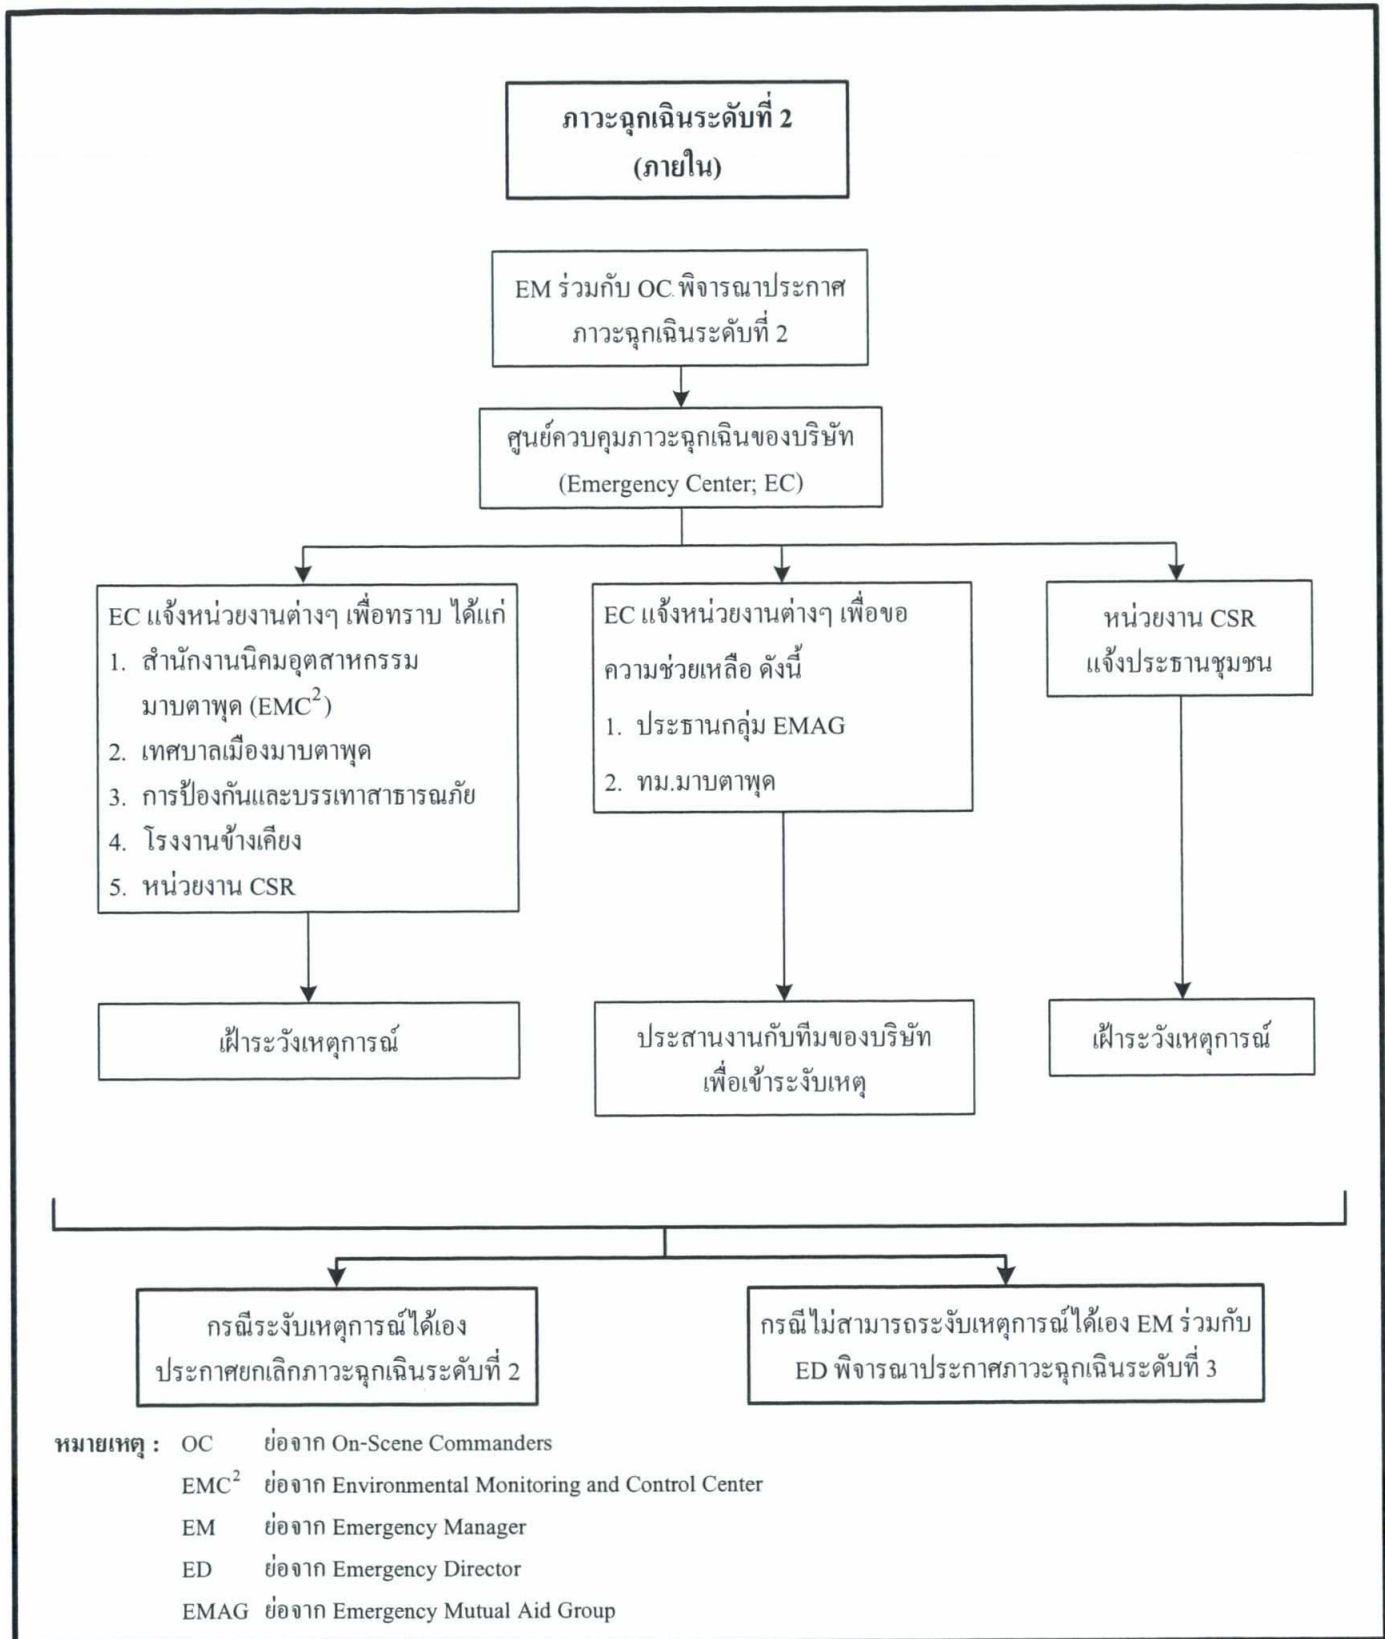 ภาวะฉุกเฉินระดับที่ 2
(ภายใน)
EM ร่วมกับ OC พิจารณาประกาศ
ภาวะฉุกเฉินระดับที่ 2
ศูนย์ควบคุมภาวะฉุกเฉินของบริษัท
(Emergency Center; EC)
EC แจ้งหน่วยงานต่างๆ เพื่อทราบ ได้แก่
1. สำนักงานนิคมอุตสาหกรรม
มาบตาพุด (EMC²)
2. เทศบาลเมืองมาบตาพุด
3. การป้องกันและบรรเทาสาธารณภัย
4. โรงงานข้างเคียง
5. หน่วยงาน CSR
EC แจ้งหน่วยงานต่างๆ เพื่อขอ
ความช่วยเหลือ ดังนี้
1. ประธานกลุ่ม EMAG
2. ทม.มาบตาพุด
หน่วยงาน CSR
แจ้งประธานชุมชน
เฝ้าระวังเหตุการณ์
ประสานงานกับทีมของบริษัท
เพื่อเข้าระงับเหตุ
เฝ้าระวังเหตุการณ์
กรณีระงับเหตุการณ์ได้เอง
ประกาศยกเลิกภาวะฉุกเฉินระดับที่ 2
กรณีไม่สามารถระงับเหตุการณ์ได้เอง EM ร่วมกับ
ED พิจารณาประกาศภาวะฉุกเฉินระดับที่ 3
หมายเหตุ : OC ย่อจาก On-Scene Commanders
EMC² ย่อจาก Environmental Monitoring and Control Center
EM ย่อจาก Emergency Manager
ED ย่อจาก Emergency Director
EMAG ย่อจาก Emergency Mutual Aid Group